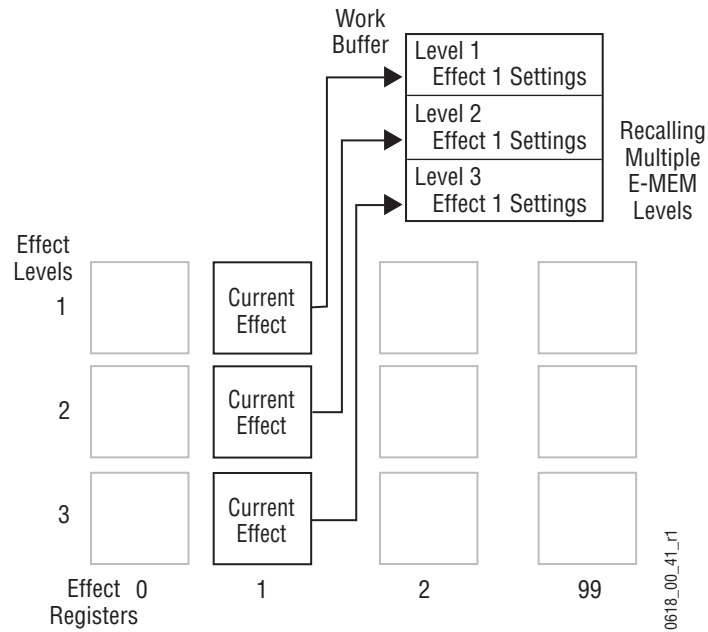 Work
Buffer
Level 1
Effect 1 Settings
Level 2
Effect 1 Settings
Level 3
Effect 1 Settings
Recalling
Multiple
E-MEM
Levels
Effect
Levels
1
Current
Effect
2
Current
Effect
3
Current
Effect
Effect
Registers
0
1
2
99
0618_00_41_r1